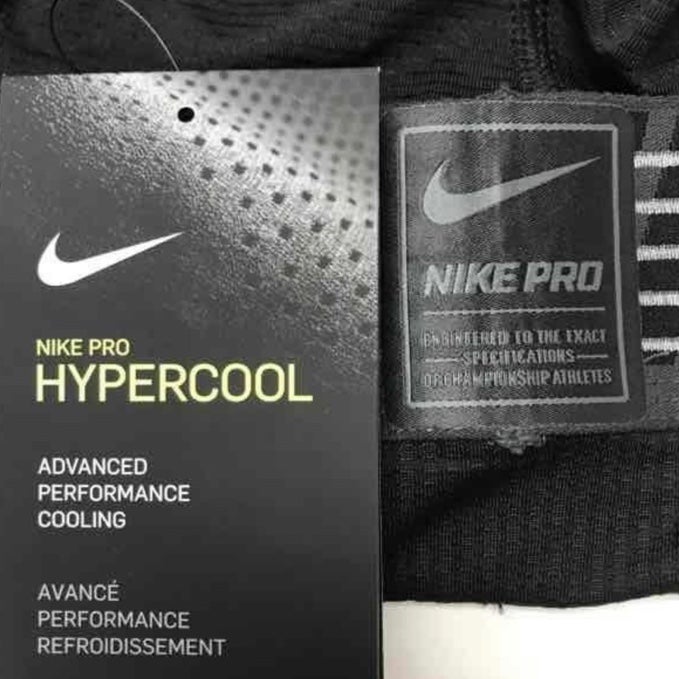 NIKE PRO
HYPERCOOL
ADVANCED
PERFORMANCE
COOLING
AVANCÉ
PERFORMANCE
REFROIDISSEMENT
NIKE PRO
ENGINEERED TO THE EXACT
SPECIFICATIONS
OF CHAMPIONSHIP ATHLETES